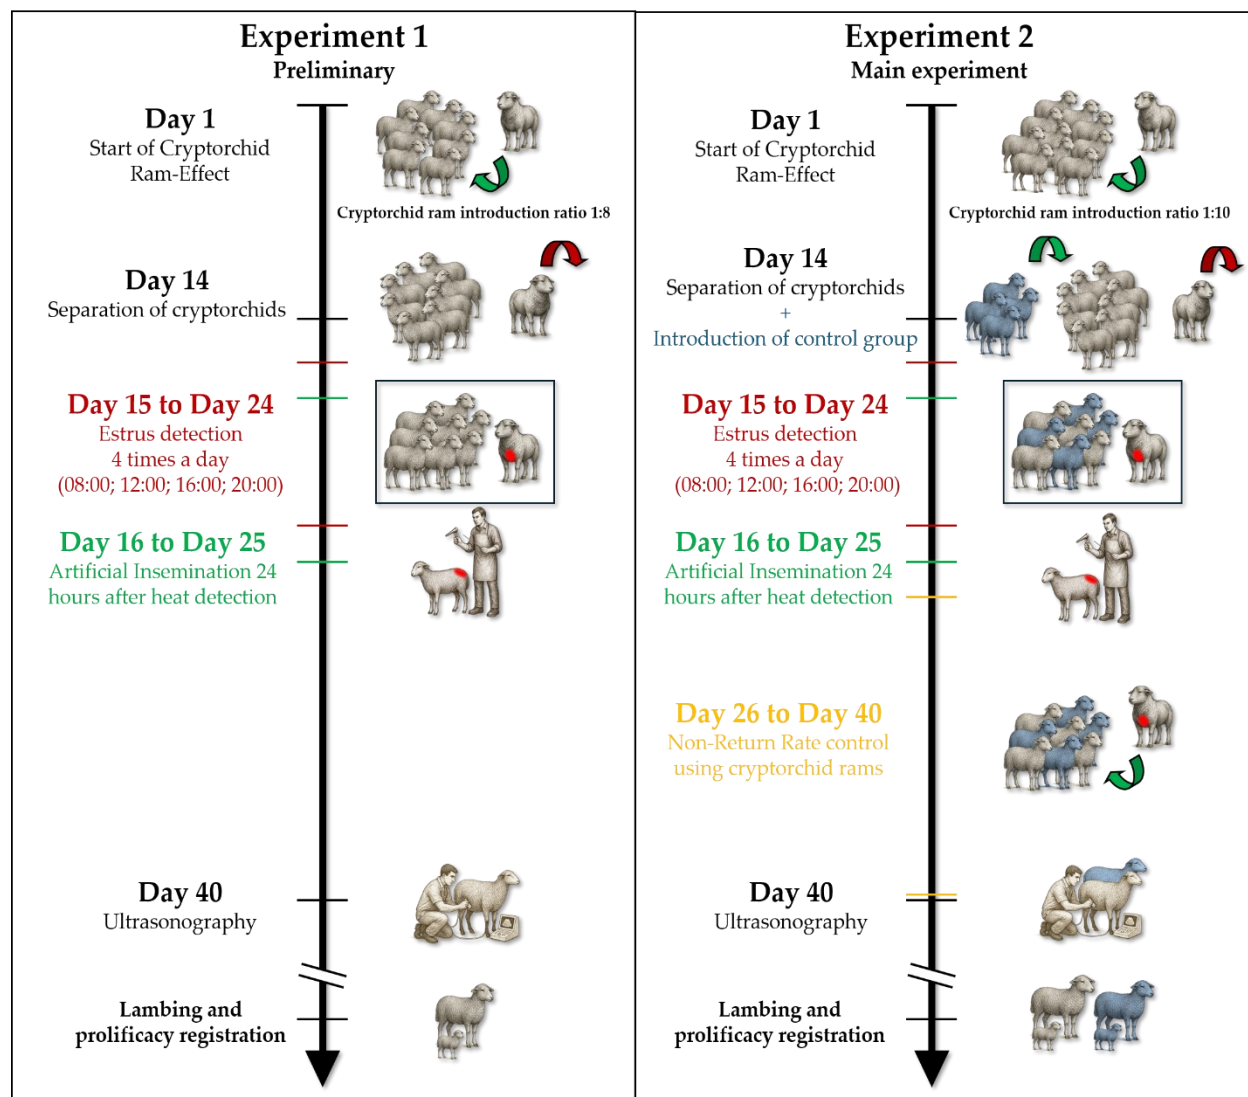 Experiment 1
Preliminary
Day 1
Start of Cryptorchid
Ram-Effect
Cryptorchid ram introduction ratio 1:8
Day 14
Separation of cryptorchids
Day 15 to Day 24
Estrus detection
4 times a day
(08:00; 12:00; 16:00; 20:00)
Day 16 to Day 25
Artificial Insemination 24
hours after heat detection
Day 40
Ultrasonography
Lambing and
prolificacy registration
Experiment 2
Main experiment
Day 1
Start of Cryptorchid
Ram-Effect
Cryptorchid ram introduction ratio 1:10
Day 14
Separation of cryptorchids
+
Introduction of control group
Day 15 to Day 24
Estrus detection
4 times a day
(08:00; 12:00; 16:00; 20:00)
Day 16 to Day 25
Artificial Insemination 24
hours after heat detection
Day 26 to Day 40
Non-Return Rate control
using cryptorchid rams
Day 40
Ultrasonography
Lambing and
prolificacy registration